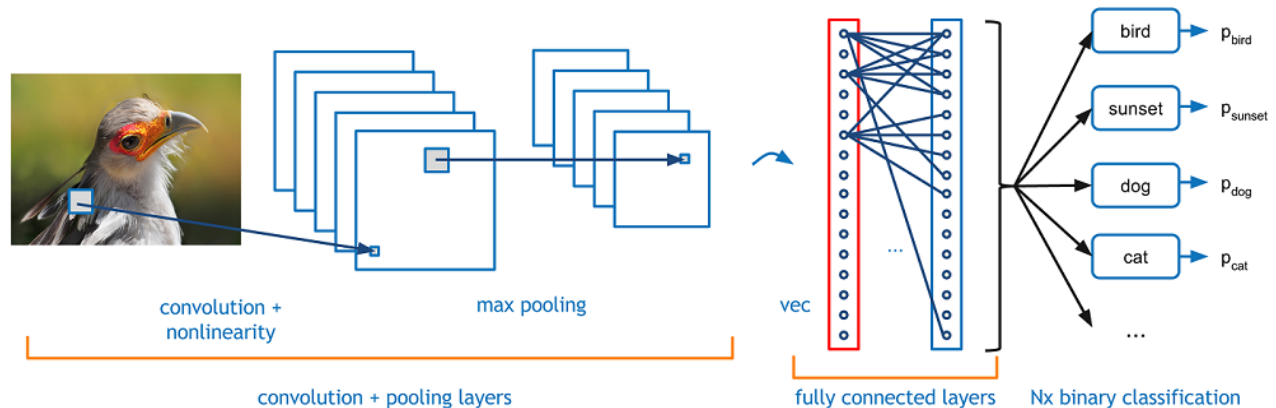 bird
p_bird
sunset
p_sunset
dog
p_dog
cat
p_cat
...
...
convolution +
nonlinearity
max pooling
vec
convolution + pooling layers
fully connected layers
Nx binary classification